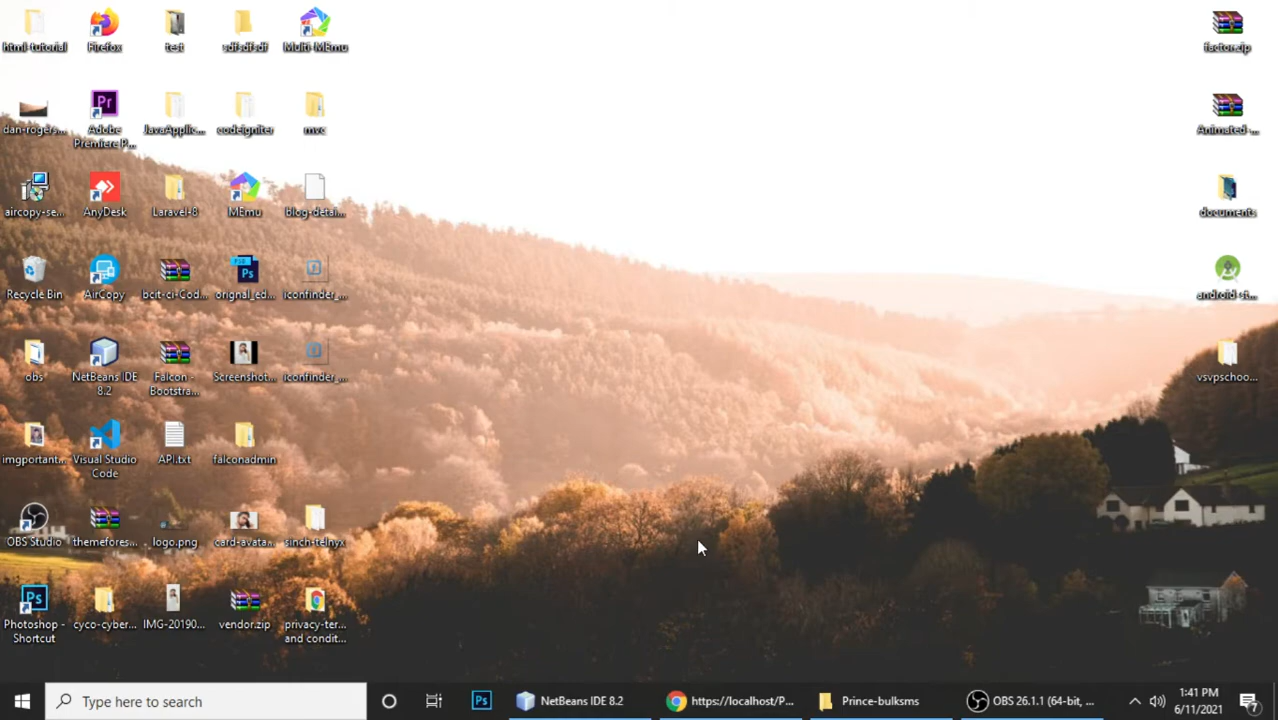 html-tutorial
Firefox
test
sdfsdfsdf
Multi-MEmu
factor.zip
dan-rogers...
Adobe
Premiere P...
JavaApplic...
codeigniter
mvc
Animated-...
aircopy-se...
AnyDesk
Laravel-8
MEmu
blog-detai...
documents
Recycle Bin
AirCopy
bcit-ci-Cod...
orignal_ed...
iconfinder_...
android-st...
obs
NetBeans IDE
8.2
Falcon -
Bootstra...
Screenshot...
iconfinder_...
vsvpschoo...
imgportant...
Visual Studio
Code
API.txt
falconadmin
OBS Studio
themefores...
logo.png
card-avata...
sinch-telnyx
Photoshop -
Shortcut
cyco-cyber...
IMG-20190...
vendor.zip
privacy-ter...
and condit...
Type here to search
Ps
NetBeans IDE 8.2
https://localhost/P...
Prince-bulksms
OBS 26.1.1 (64-bit, ...
1:41 PM
6/11/2021
7